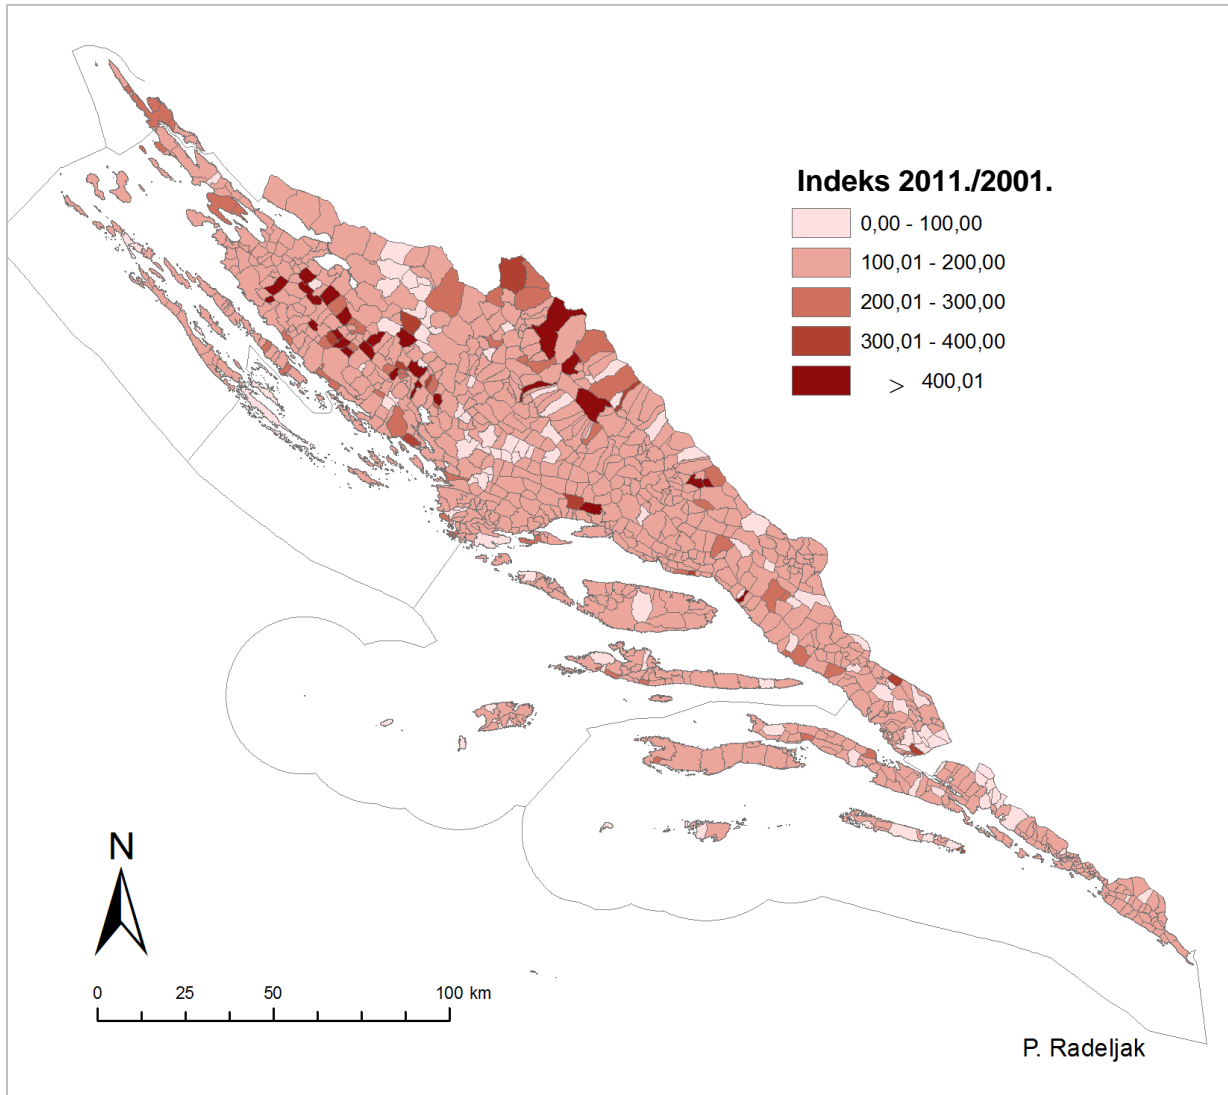 Indeks 2011./2001.
0,00 - 100,00
100,01 - 200,00
200,01 - 300,00
300,01 - 400,00
> 400,01
N
0 25 50 100 km
P. Radeljak